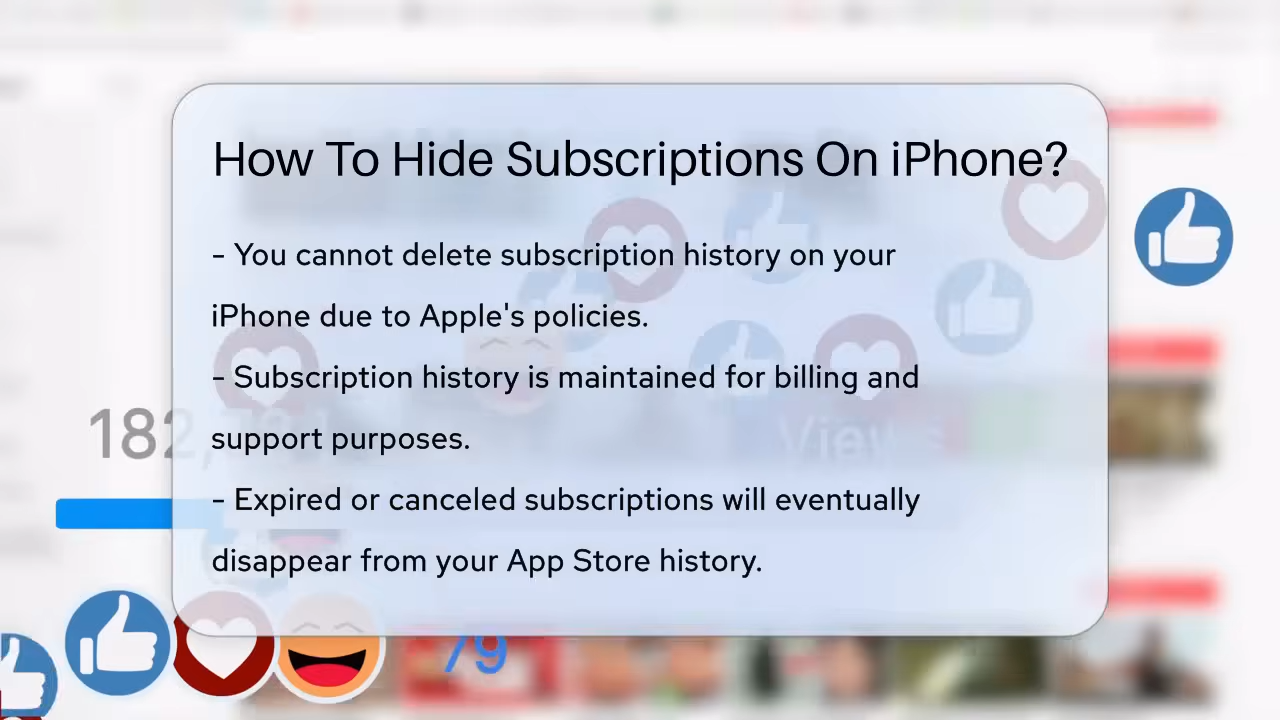 How To Hide Subscriptions On iPhone?
- You cannot delete subscription history on your
iPhone due to Apple's policies.
- Subscription history is maintained for billing and
support purposes.
- Expired or canceled subscriptions will eventually
disappear from your App Store history.
Views
79